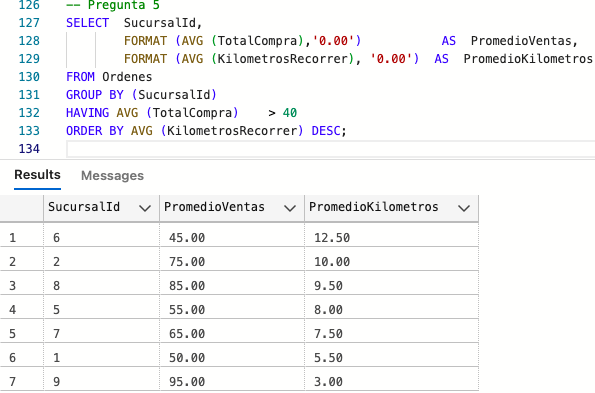 126 -- Pregunta 5
127 SELECT SucursalId,
128 FORMAT (AVG (TotalCompra),'0.00') AS PromedioVentas,
129 FORMAT (AVG (KilometrosRecorrer), '0.00') AS PromedioKilometros
130 FROM Ordenes
131 GROUP BY (SucursalId)
132 HAVING AVG (TotalCompra) > 40
133 ORDER BY AVG (KilometrosRecorrer) DESC;
134
Results Messages
SucursalId PromedioVentas PromedioKilometros
1 6 45.00 12.50
2 2 75.00 10.00
3 8 85.00 9.50
4 5 55.00 8.00
5 7 65.00 7.50
6 1 50.00 5.50
7 9 95.00 3.00